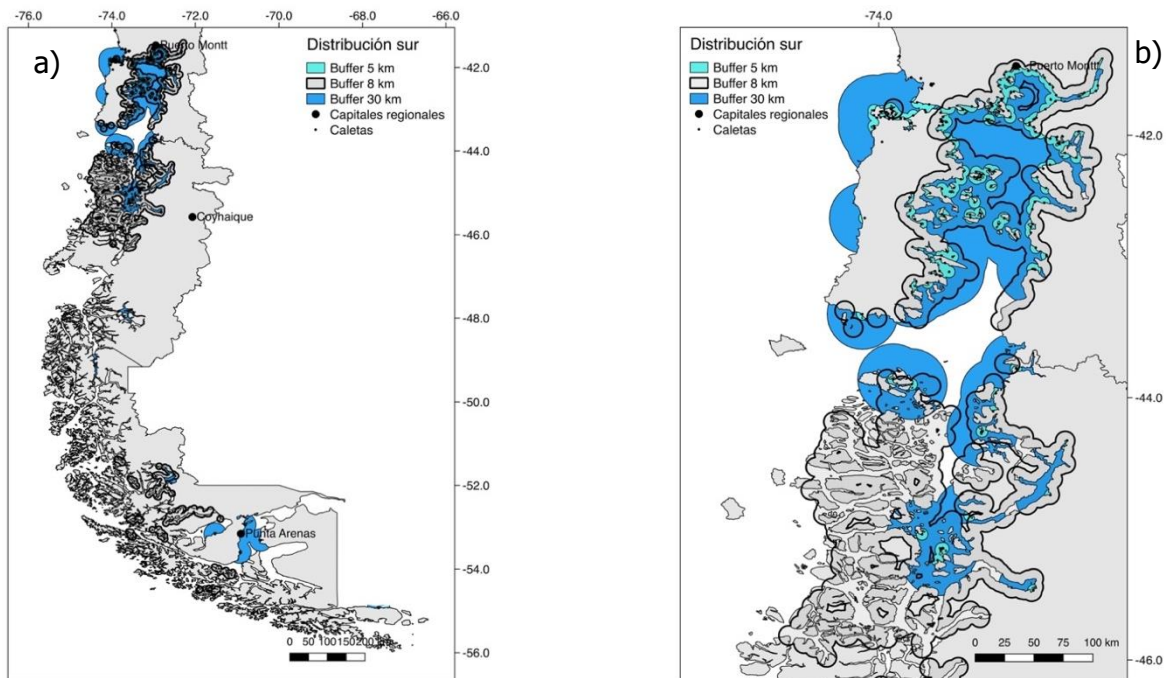 -76.0 -74.0 -72.0 -70.0 -68.0 -66.0
a)
Puerto Montt
Distribución sur
Buffer 5 km
Buffer 8 km
Buffer 30 km
Capitales regionales
Caletas
-42.0
-44.0
Coyhaique
-46.0
-48.0
-50.0
-52.0
Punta Arenas
-54.0
0 50 100150200 km
-56.0
-74.0
b)
Distribución sur
Buffer 5 km
Buffer 8 km
Buffer 30 km
Capitales regionales
Caletas
Puerto Montt
-42.0
-44.0
0 25 50 75 100 km
-46.0